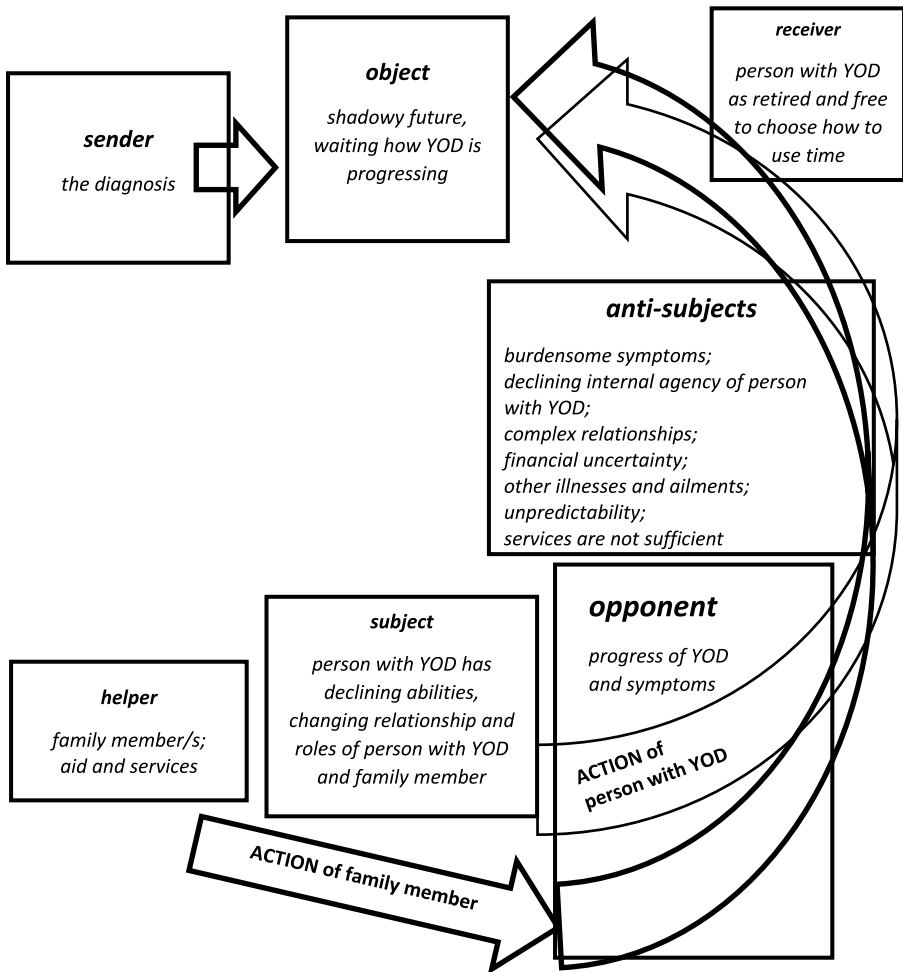 sender
the diagnosis
object
shadowy future,
waiting how YOD is
progressing
receiver
person with YOD
as retired and free
to choose how to
use time
anti-subjects
burdensome symptoms;
declining internal agency of person
with YOD;
complex relationships;
financial uncertainty;
other illnesses and ailments;
unpredictability;
services are not sufficient
helper
family member/s;
aid and services
subject
person with YOD has
declining abilities,
changing relationship and
roles of person with YOD
and family member
opponent
progress of YOD
and symptoms
ACTION of
person with YOD
ACTION of family member